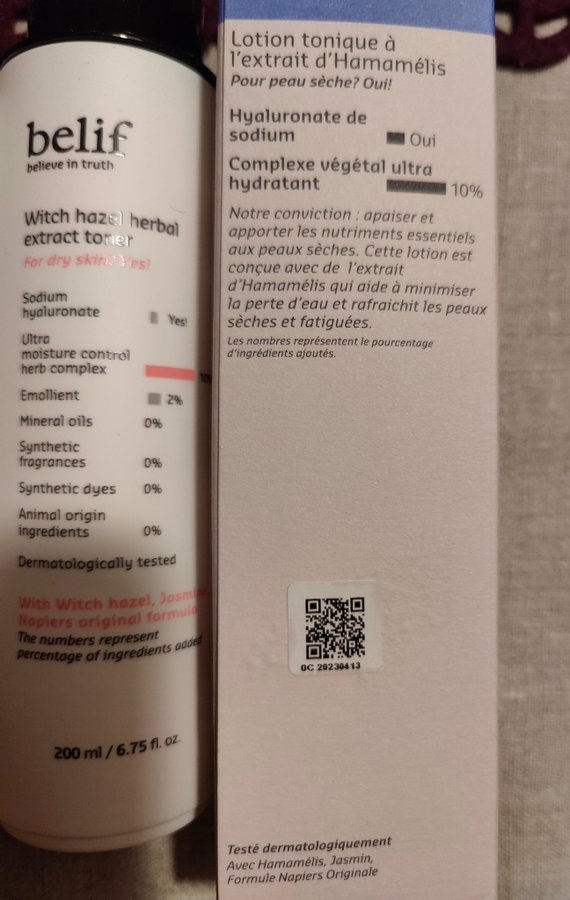 belif
believe in truth
Witch hazel herbal
extract toner
For dry skin? Yes!
Sodium
hyaluronate
Yes!
Ultra
moisture control
herb complex
10%
Emollient
2%
Mineral oils
0%
Synthetic
fragrances
0%
Synthetic dyes
0%
Animal origin
ingredients
0%
Dermatologically tested
With Witch hazel, Jasmine
Napiers original formula
The numbers represent
percentage of ingredients added
200 ml / 6.75 fl. oz.
Lotion tonique à
l'extrait d'Hamamélis
Pour peau sèche? Oui!
Hyaluronate de
sodium
Oui
Complexe végétal ultra
hydratant
10%
Notre conviction : apaiser et
apporter les nutriments essentiels
aux peaux sèches. Cette lotion est
conçue avec de l'extrait
d'Hamamélis qui aide à minimiser
la perte d'eau et rafraichit les peaux
sèches et fatiguées.
Les nombres représentent le pourcentage
d'ingrédients ajoutés.
0C 20230413
Testé dermatologiquement
Avec Hamamélis, Jasmin,
Formule Napiers Originale